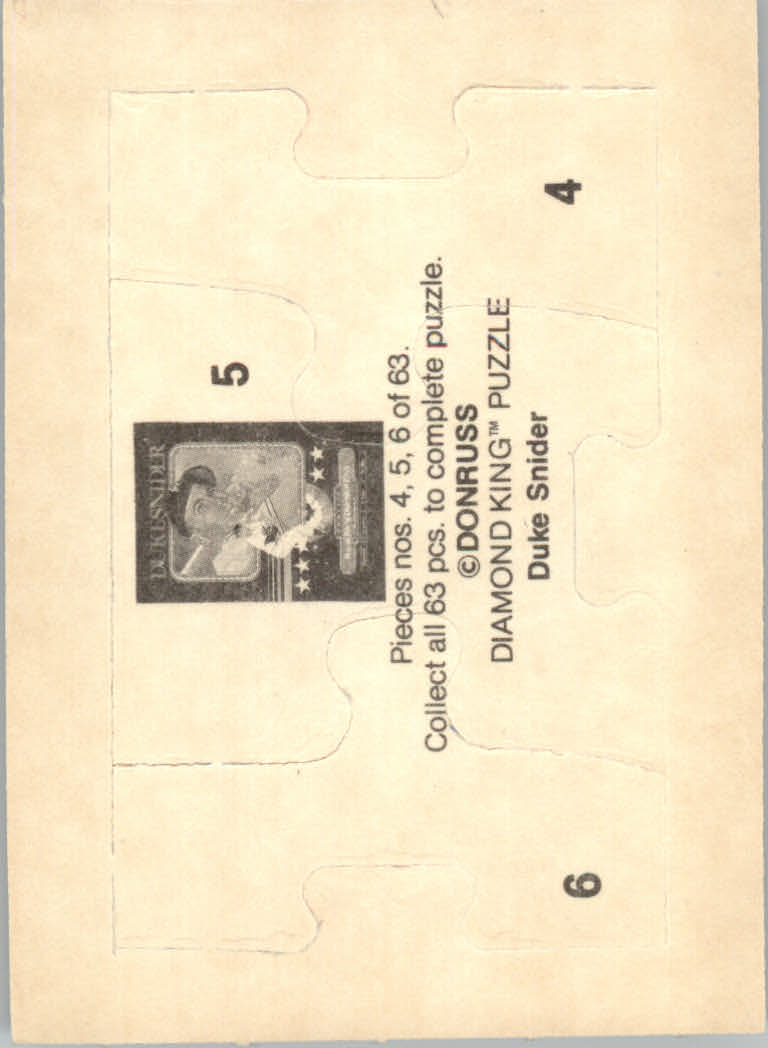 4
5
6
DUKE SNIDER
Pieces nos. 4, 5, 6 of 63.
Collect all 63 pcs. to complete puzzle.
©DONRUSS
DIAMOND KING™ PUZZLE
Duke Snider